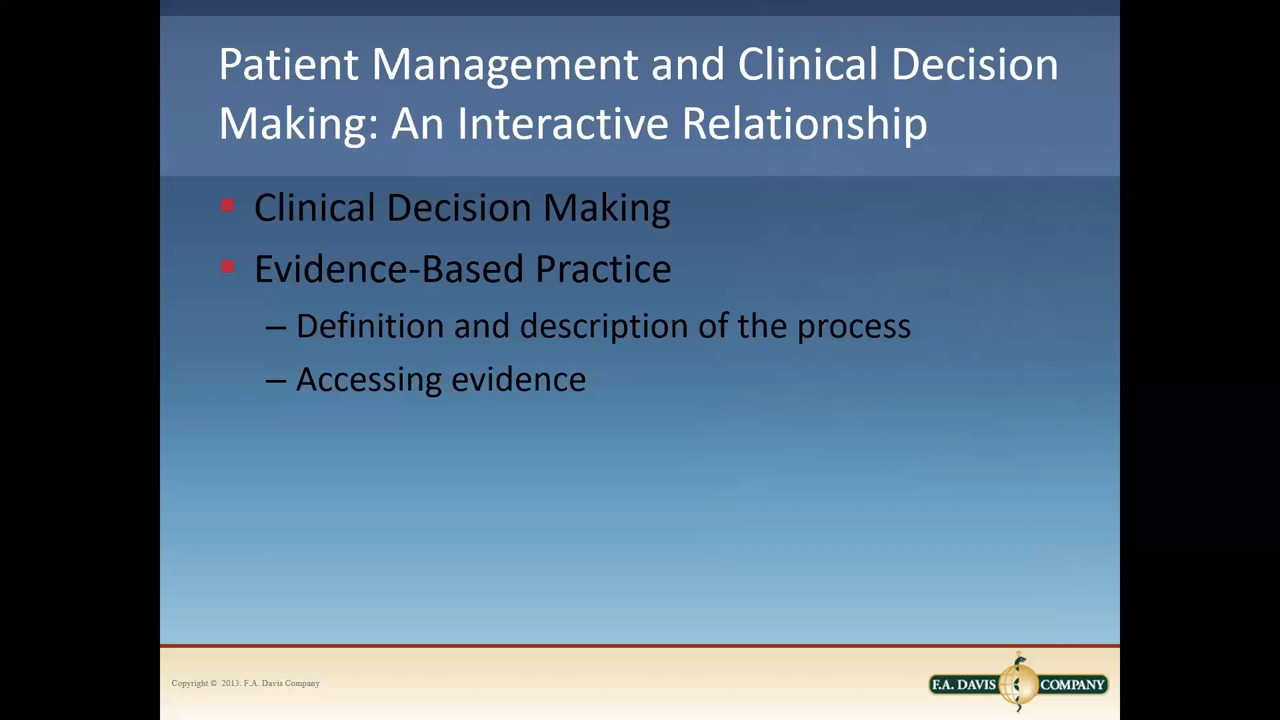 Patient Management and Clinical Decision
Making: An Interactive Relationship
▪ Clinical Decision Making
▪ Evidence-Based Practice
– Definition and description of the process
– Accessing evidence
Copyright © 2013. F.A. Davis Company
F.A. DAVIS COMPANY